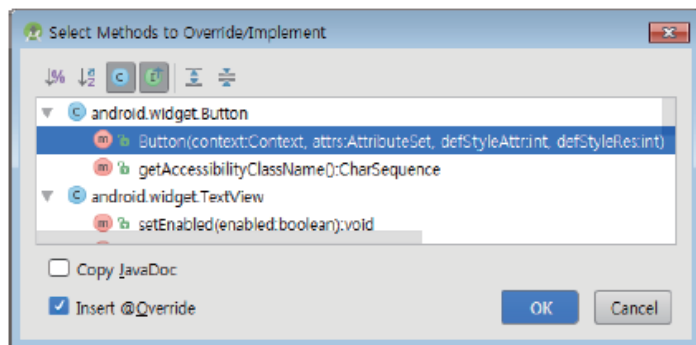 Select Methods to Override/Implement
android.widget.Button
Button(context:Context, attrs:AttributeSet, defStyleAttr:int, defStyleRes:int)
getAccessibilityClassName():CharSequence
android.widget.TextView
setEnabled(enabled:boolean):void
Copy JavaDoc
Insert @Override
OK
Cancel